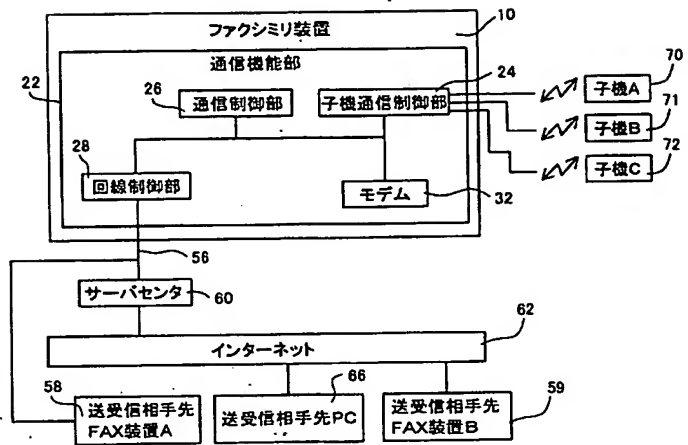 ファクシミリ装置
10
通信機能部
22
26
通信制御部
24
子機通信制御部
70
子機A
71
子機B
72
子機C
28
回線制御部
モデム
32
56
サーバセンタ
60
62
インターネット
58
送受信相手先
FAX装置A
66
送受信相手先PC
59
送受信相手先
FAX装置B